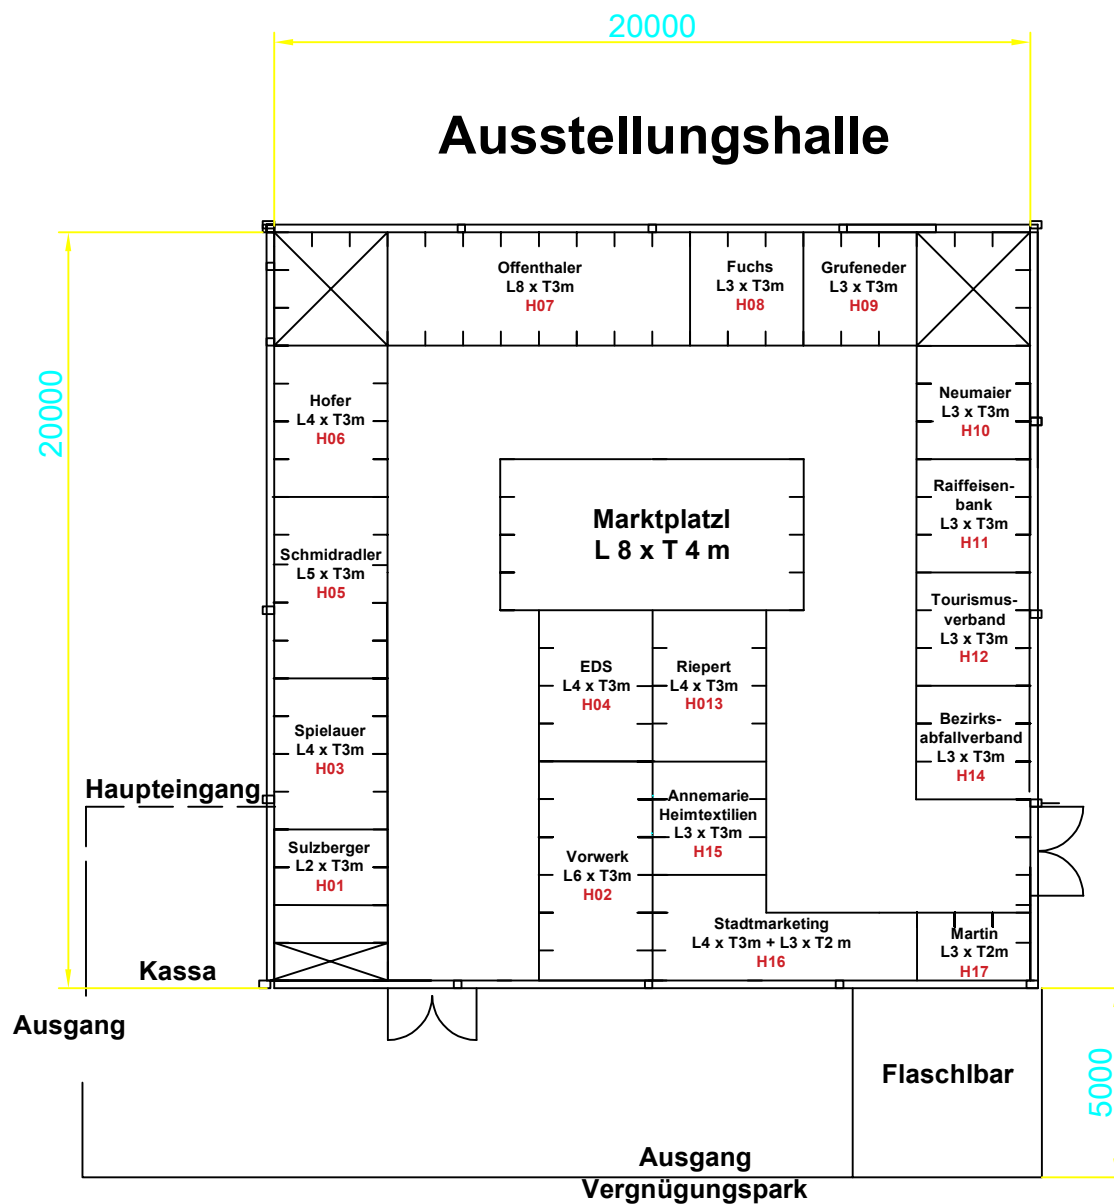 20000
Ausstellungshalle
20000
Offenthaler
L8 x T3m
H07
Fuchs
L3 x T3m
H08
Grufeneder
L3 x T3m
H09
Hofer
L4 x T3m
H06
Neumaier
L3 x T3m
H10
Marktplatzl
L 8 x T 4 m
Raiffeisen-
bank
L3 x T3m
H11
Schmidradler
L5 x T3m
H05
Tourismus-
verband
L3 x T3m
H12
EDS
L4 x T3m
H04
Riepert
L4 x T3m
H013
Spielauer
L4 x T3m
H03
Bezirks-
abfallverband
L3 x T3m
H14
Haupteingang
Annemarie
Heimtextilien
L3 x T3m
H15
Sulzberger
L2 x T3m
H01
Vorwerk
L6 x T3m
H02
Stadtmarketing
L4 x T3m + L3 x T2 m
H16
Martin
L3 x T2m
H17
Kassa
Ausgang
Flaschlbar
5000
Ausgang
Vergnügungspark